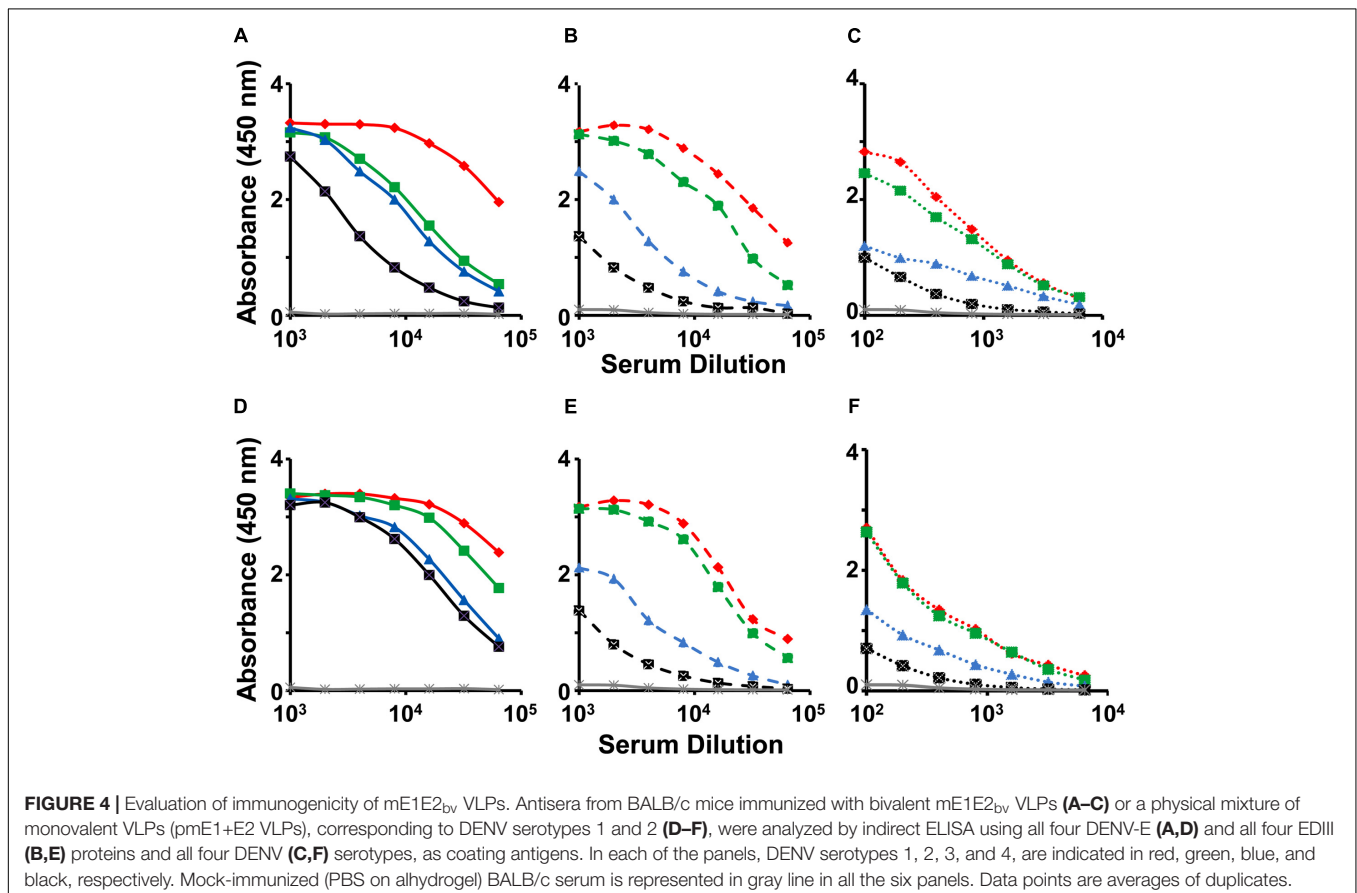 A B C
Absorbance (450 nm)
4 4 4
2 2 2
0 0 0
10³ 10⁴ 10⁵ 10³ 10⁴ 10⁵ 10² 10³ 10⁴
Serum Dilution
D E F
Absorbance (450 nm)
4 4 4
2 2 2
0 0 0
10³ 10⁴ 10⁵ 10³ 10⁴ 10⁵ 10² 10³ 10⁴
Serum Dilution
FIGURE 4 | Evaluation of immunogenicity of mE1E2bv VLPs. Antisera from BALB/c mice immunized with bivalent mE1E2bv VLPs (A–C) or a physical mixture of
monovalent VLPs (pmE1+E2 VLPs), corresponding to DENV serotypes 1 and 2 (D–F), were analyzed by indirect ELISA using all four DENV-E (A,D) and all four EDIII
(B,E) proteins and all four DENV (C,F) serotypes, as coating antigens. In each of the panels, DENV serotypes 1, 2, 3, and 4, are indicated in red, green, blue, and
black, respectively. Mock-immunized (PBS on alhydrogel) BALB/c serum is represented in gray line in all the six panels. Data points are averages of duplicates.